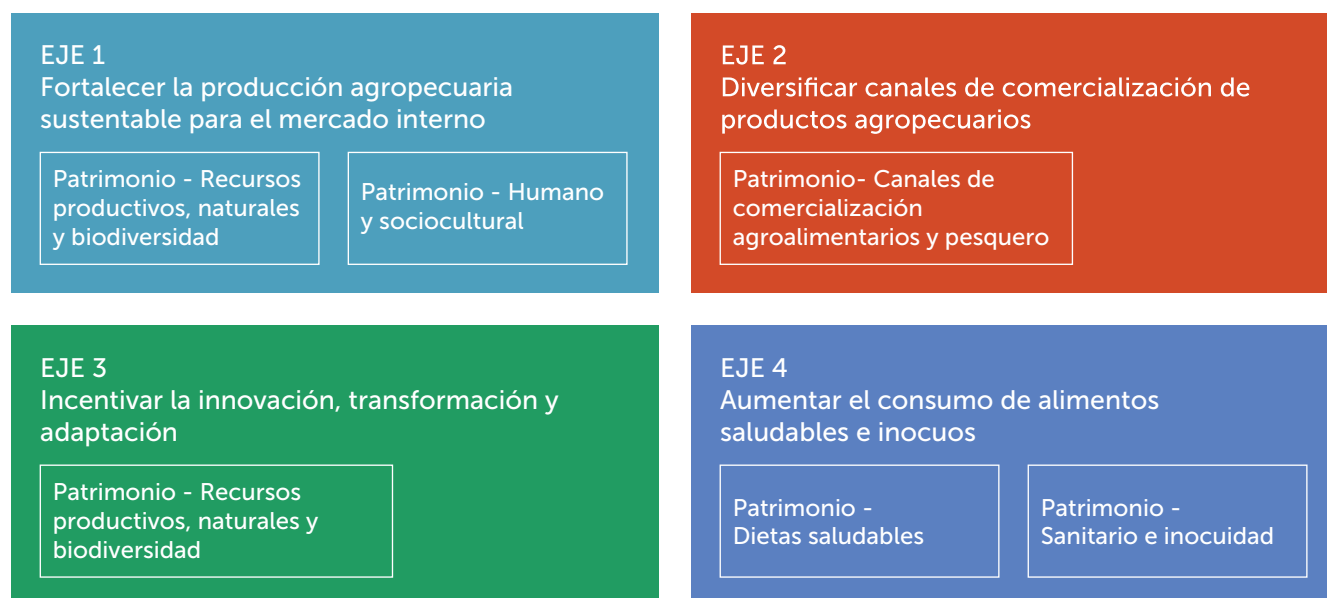 EJE 1
Fortalecer la producción agropecuaria
sustentable para el mercado interno
Patrimonio - Recursos
productivos, naturales
y biodiversidad
Patrimonio - Humano
y sociocultural
EJE 2
Diversificar canales de comercialización de
productos agropecuarios
Patrimonio- Canales de
comercialización
agroalimentarios y pesquero
EJE 3
Incentivar la innovación, transformación y
adaptación
Patrimonio - Recursos
productivos, naturales y
biodiversidad
EJE 4
Aumentar el consumo de alimentos
saludables e inocuos
Patrimonio -
Dietas saludables
Patrimonio -
Sanitario e inocuidad